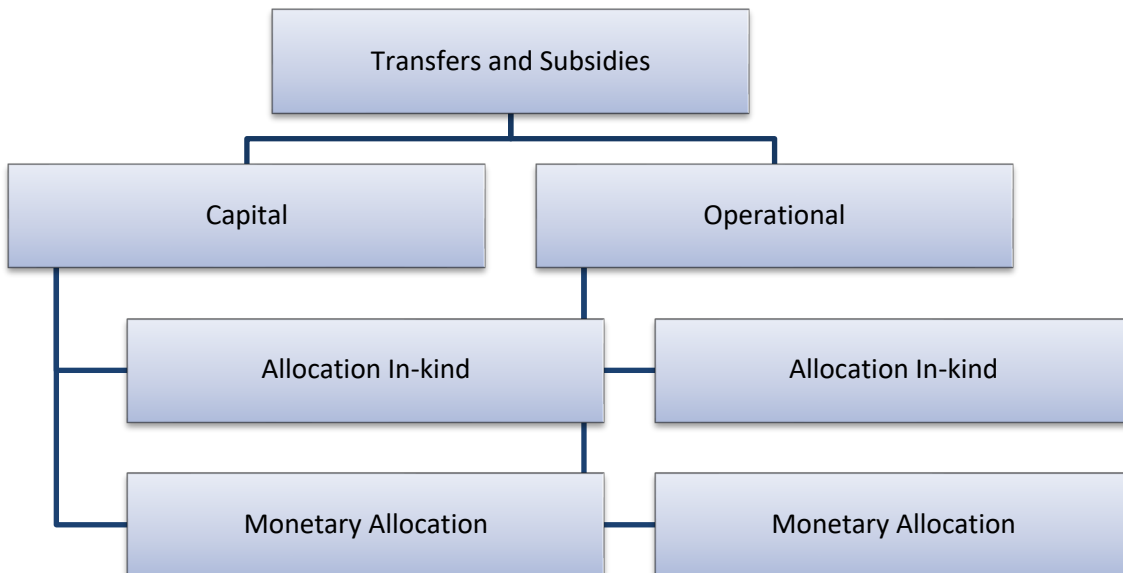 Transfers and Subsidies
Capital
Operational
Allocation In-kind
Allocation In-kind
Monetary Allocation
Monetary Allocation